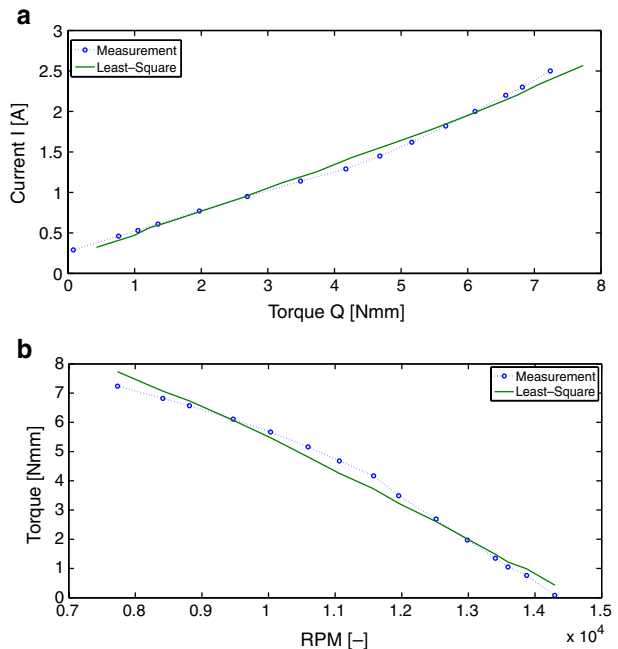 a
3
2.5
2
1.5
1
0.5
0
Current I [A]
Measurement
Least–Square
0 1 2 3 4 5 6 7 8
Torque Q [Nmm]
b
8
7
6
5
4
3
2
1
0
Torque [Nmm]
Measurement
Least–Square
0.7 0.8 0.9 1 1.1 1.2 1.3 1.4 1.5
RPM [–]
x 10⁴